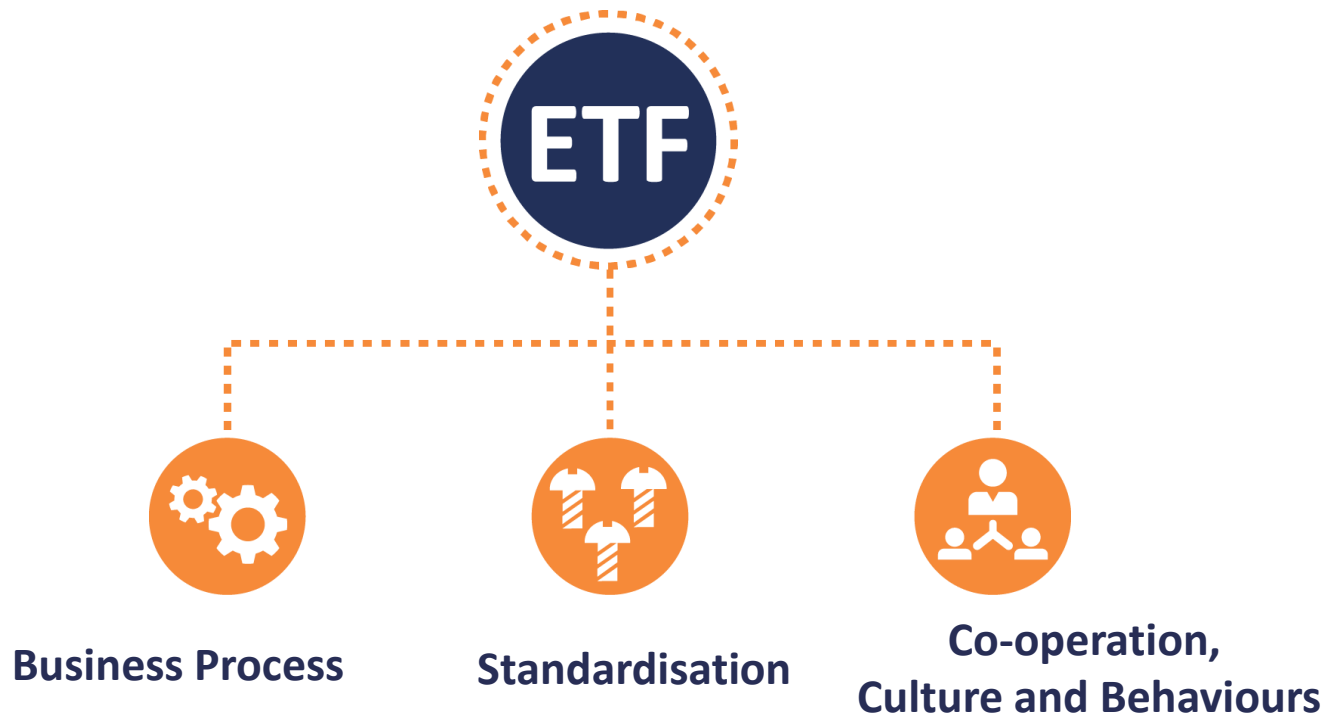 ETF
Business Process
Standardisation
Co-operation,
Culture and Behaviours